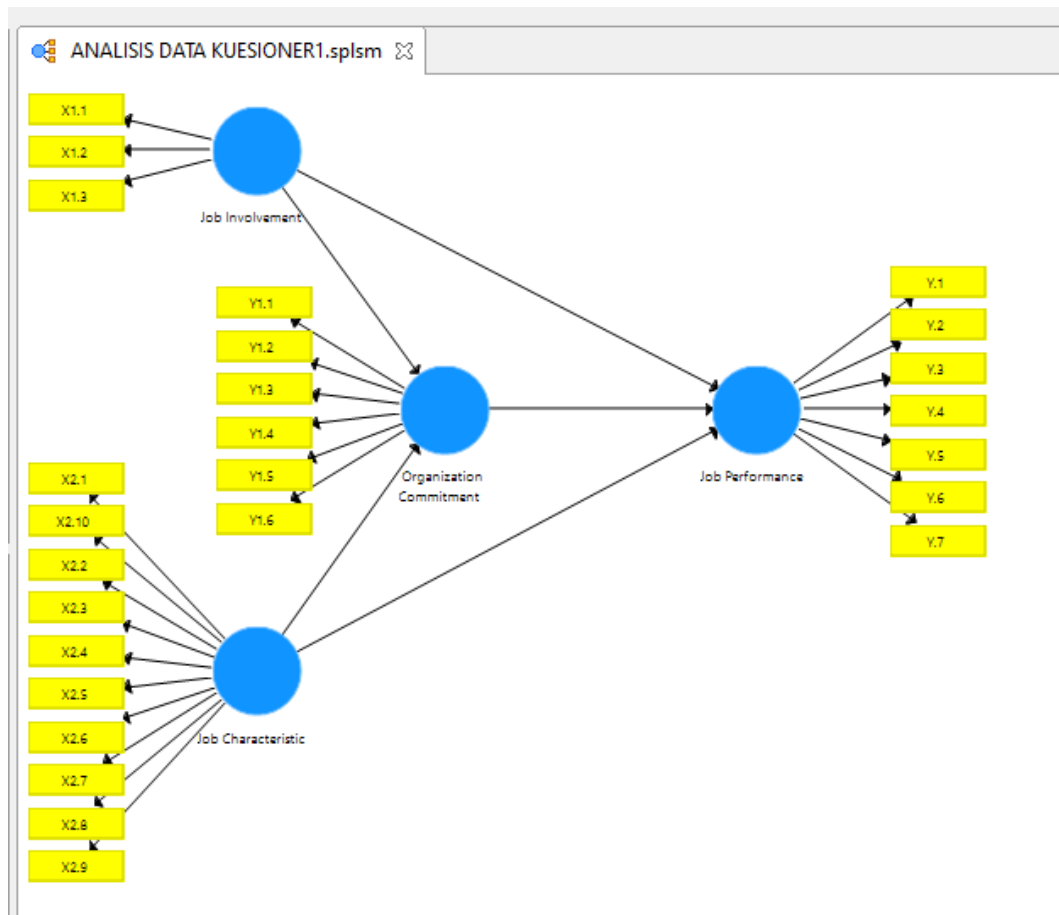 ANALISIS DATA KUESIONER1.splsm
X1.1
X1.2
X1.3
Job Involvement
Y1.1
Y1.2
Y1.3
Y1.4
Y1.5
Y1.6
Organization
Commitment
Y.1
Y.2
Y.3
Y.4
Y.5
Y.6
Y.7
Job Performance
X2.1
X2.10
X2.2
X2.3
X2.4
X2.5
X2.6
X2.7
X2.8
X2.9
Job Characteristic